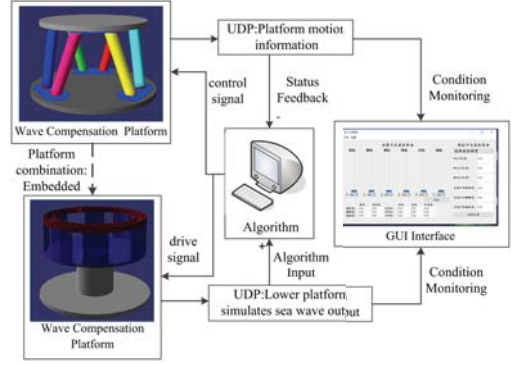 UDP:Platform motion
information
control
signal
Status
Feedback
Condition
Monitoring
Wave Compensation Platform
Platform
combination:
Embedded
Algorithm
GUI Interface
drive
signal
Algorithm
Input
Condition
Monitoring
UDP:Lower platform
simulates sea wave output
Wave Compensation
Platform
-
+